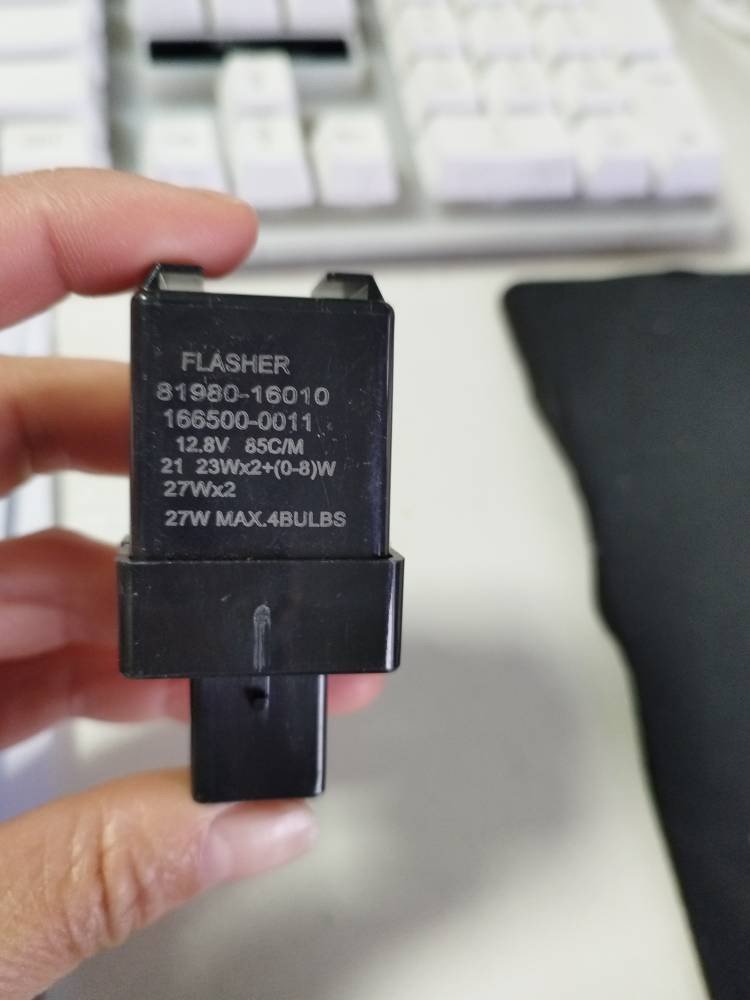 FLASHER
81980-16010
166500-0011
12.8V 85C/M
21 23Wx2+(0-8)W
27Wx2
27W MAX.4BULBS